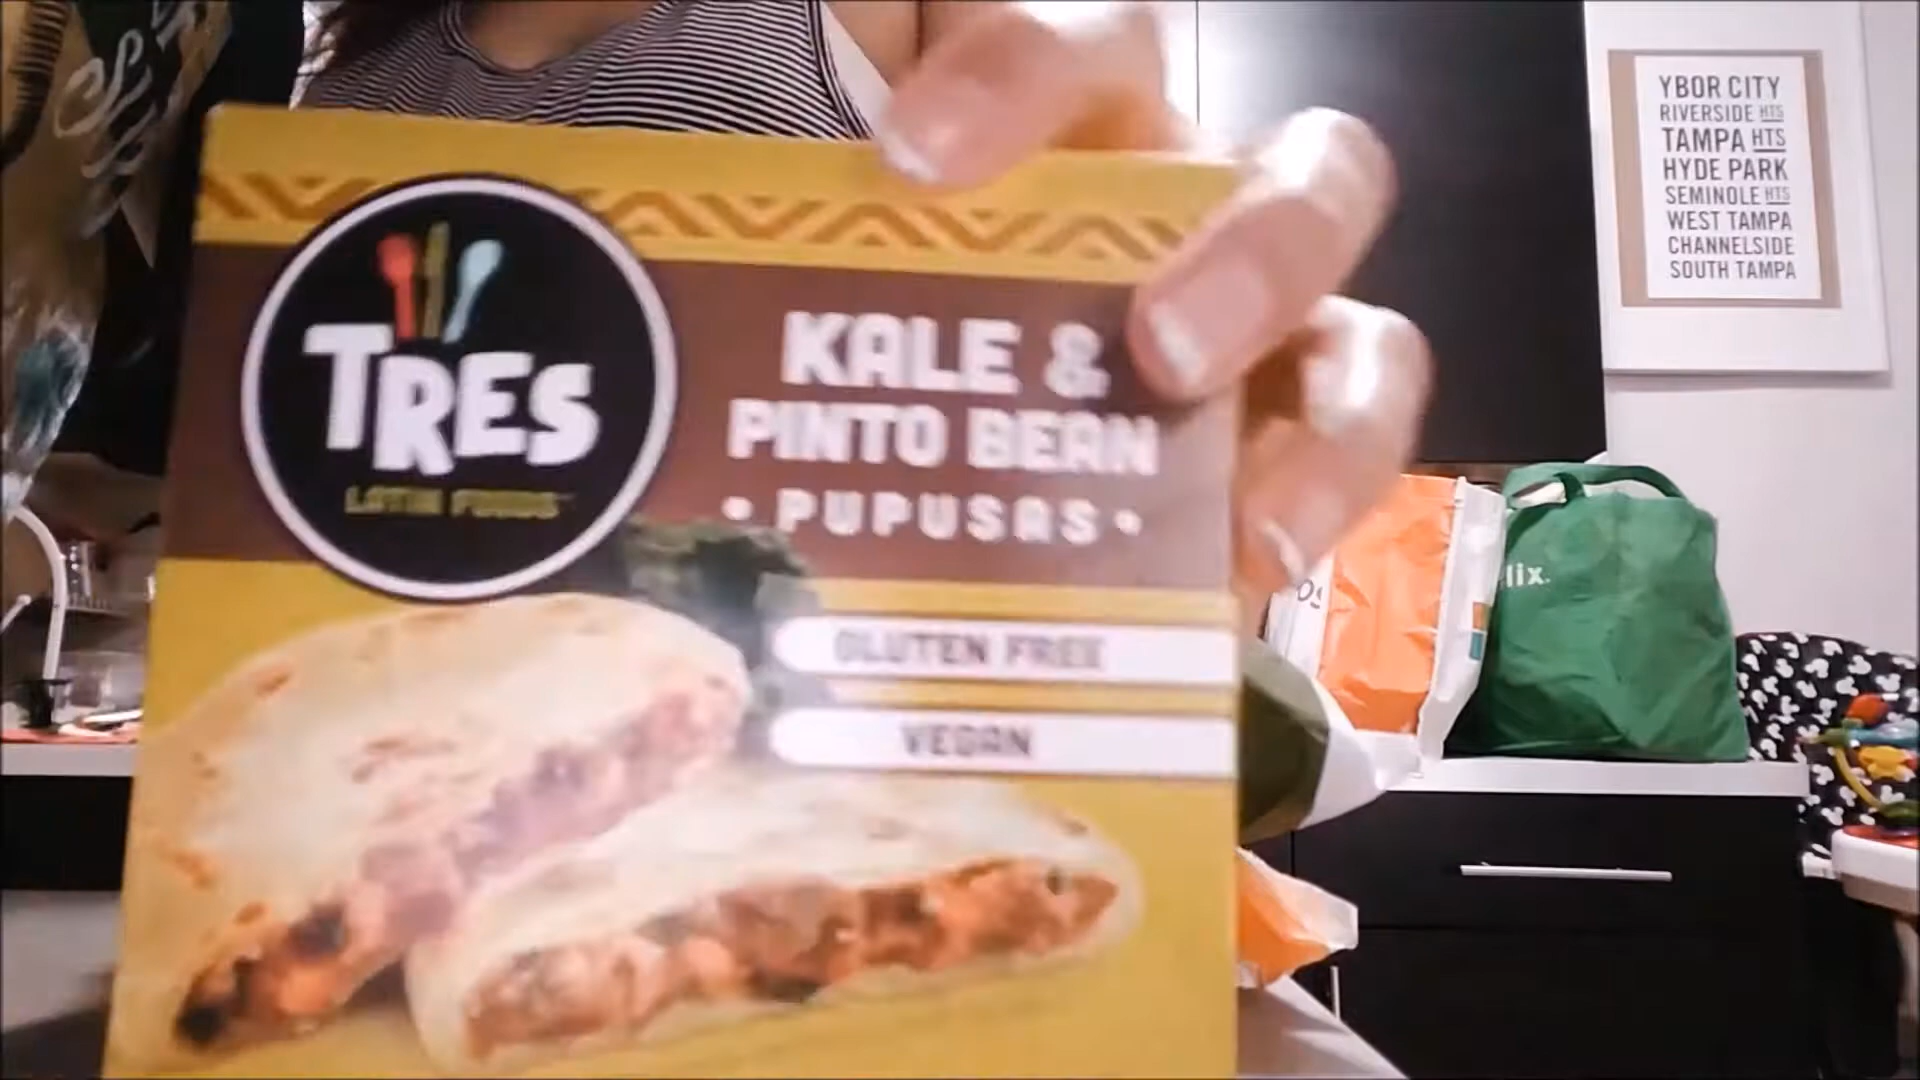 TRES
LATIN FOODS
KALE &
PINTO BEAN
• PUPUSAS •
GLUTEN FREE
VEGAN
YBOR CITY
RIVERSIDE HTS
TAMPA HTS
HYDE PARK
SEMINOLE HTS
WEST TAMPA
CHANNELSIDE
SOUTH TAMPA
lix.